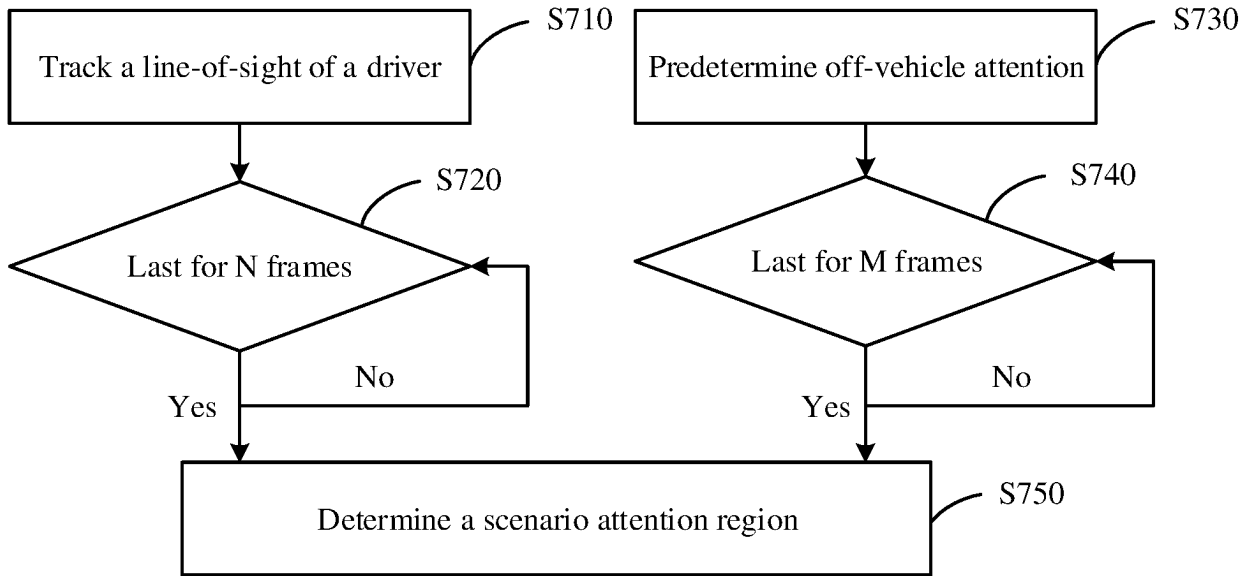 S710
Track a line-of-sight of a driver
S720
Last for N frames
No
Yes
S730
Predetermine off-vehicle attention
S740
Last for M frames
No
Yes
S750
Determine a scenario attention region